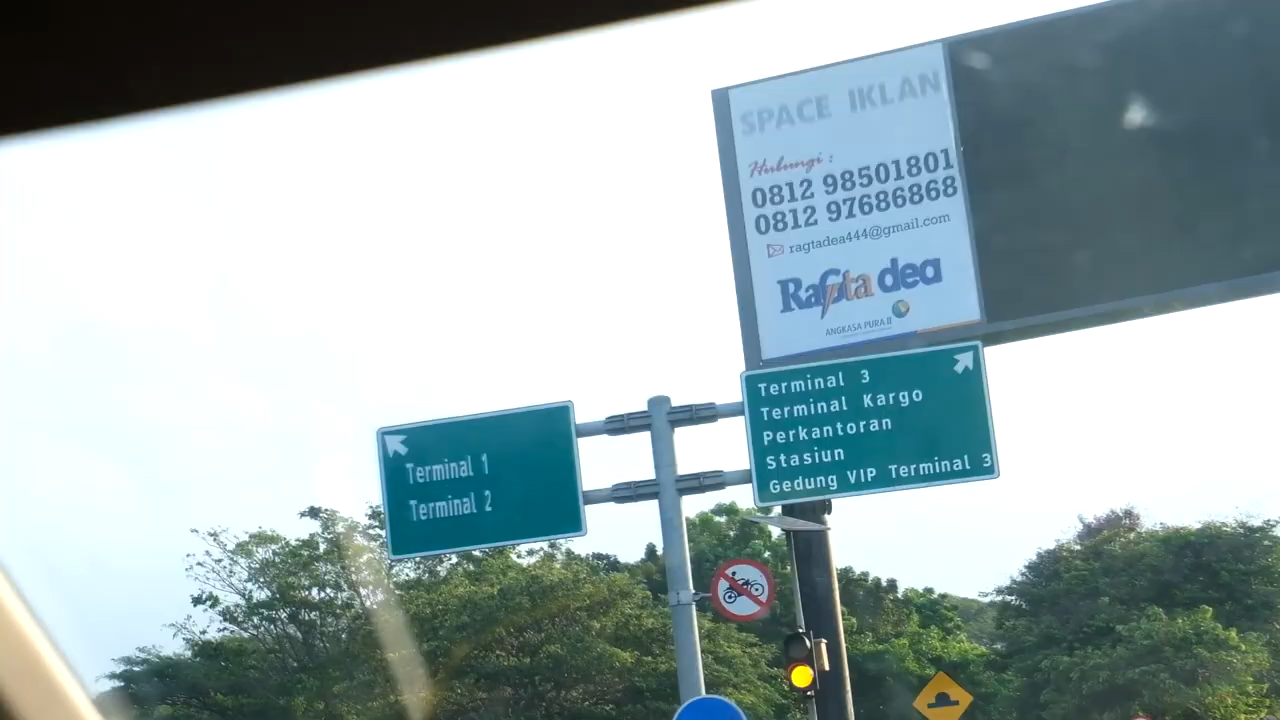 SPACE IKLAN
Hubungi :
0812 98501801
0812 97686868
ragtadea444@gmail.com
Ragta dea
ANGKASA PURA II
Terminal 3
Terminal Kargo
Perkantoran
Stasiun
Gedung VIP Terminal 3
Terminal 1
Terminal 2